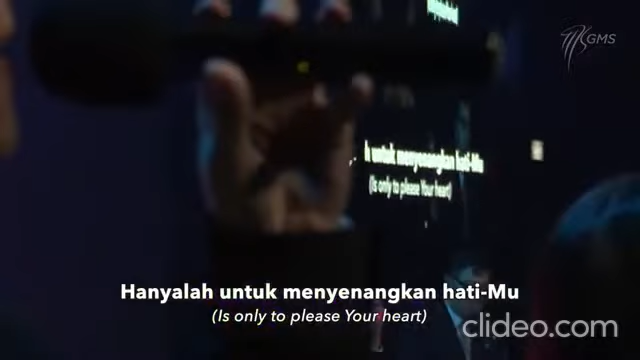 GMS
h untuk menyenangkan hati-Mu
(Is only to please Your heart)
Hanyalah untuk menyenangkan hati-Mu
(Is only to please Your heart)
clideo.com